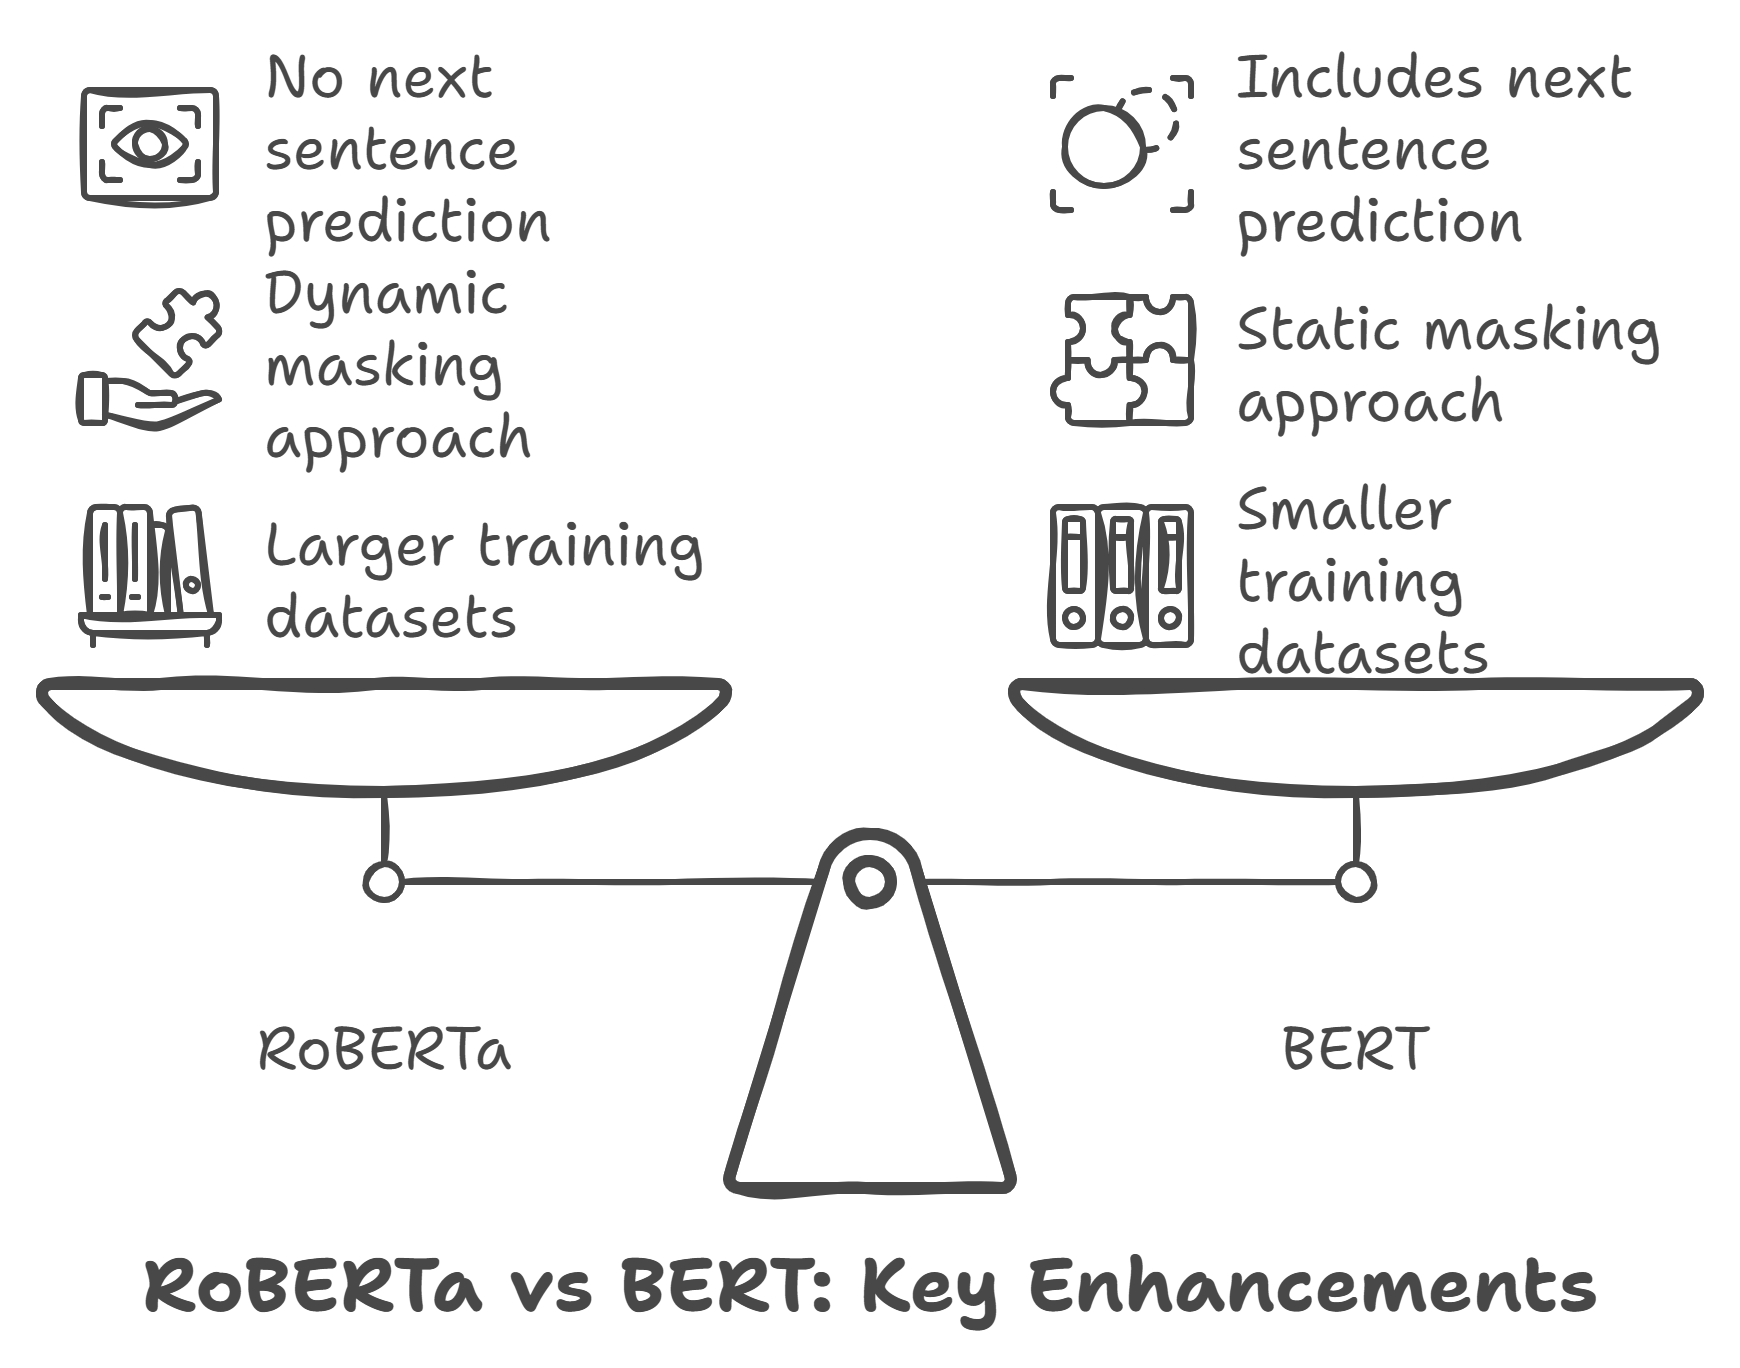 No next
sentence
prediction
Dynamic
masking
approach
Larger training
datasets
Includes next
sentence
prediction
Static masking
approach
Smaller
training
datasets
RoBERTa
BERT
RoBERTa vs BERT: Key Enhancements